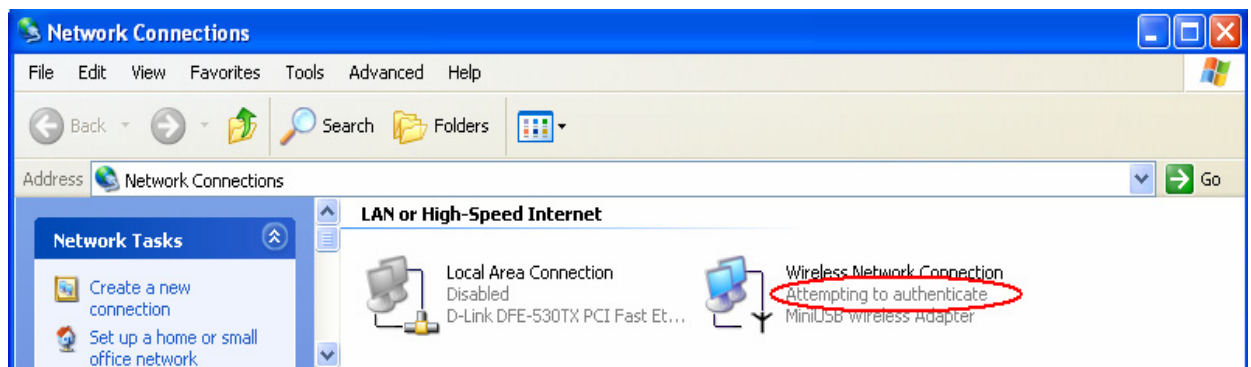 Network Connections
File Edit View Favorites Tools Advanced Help
Back Search Folders
Address Network Connections Go
Network Tasks
Create a new
connection
Set up a home or small
office network
LAN or High-Speed Internet
Local Area Connection
Disabled
D-Link DFE-530TX PCI Fast Et...
Wireless Network Connection
Attempting to authenticate
MiniUSB Wireless Adapter